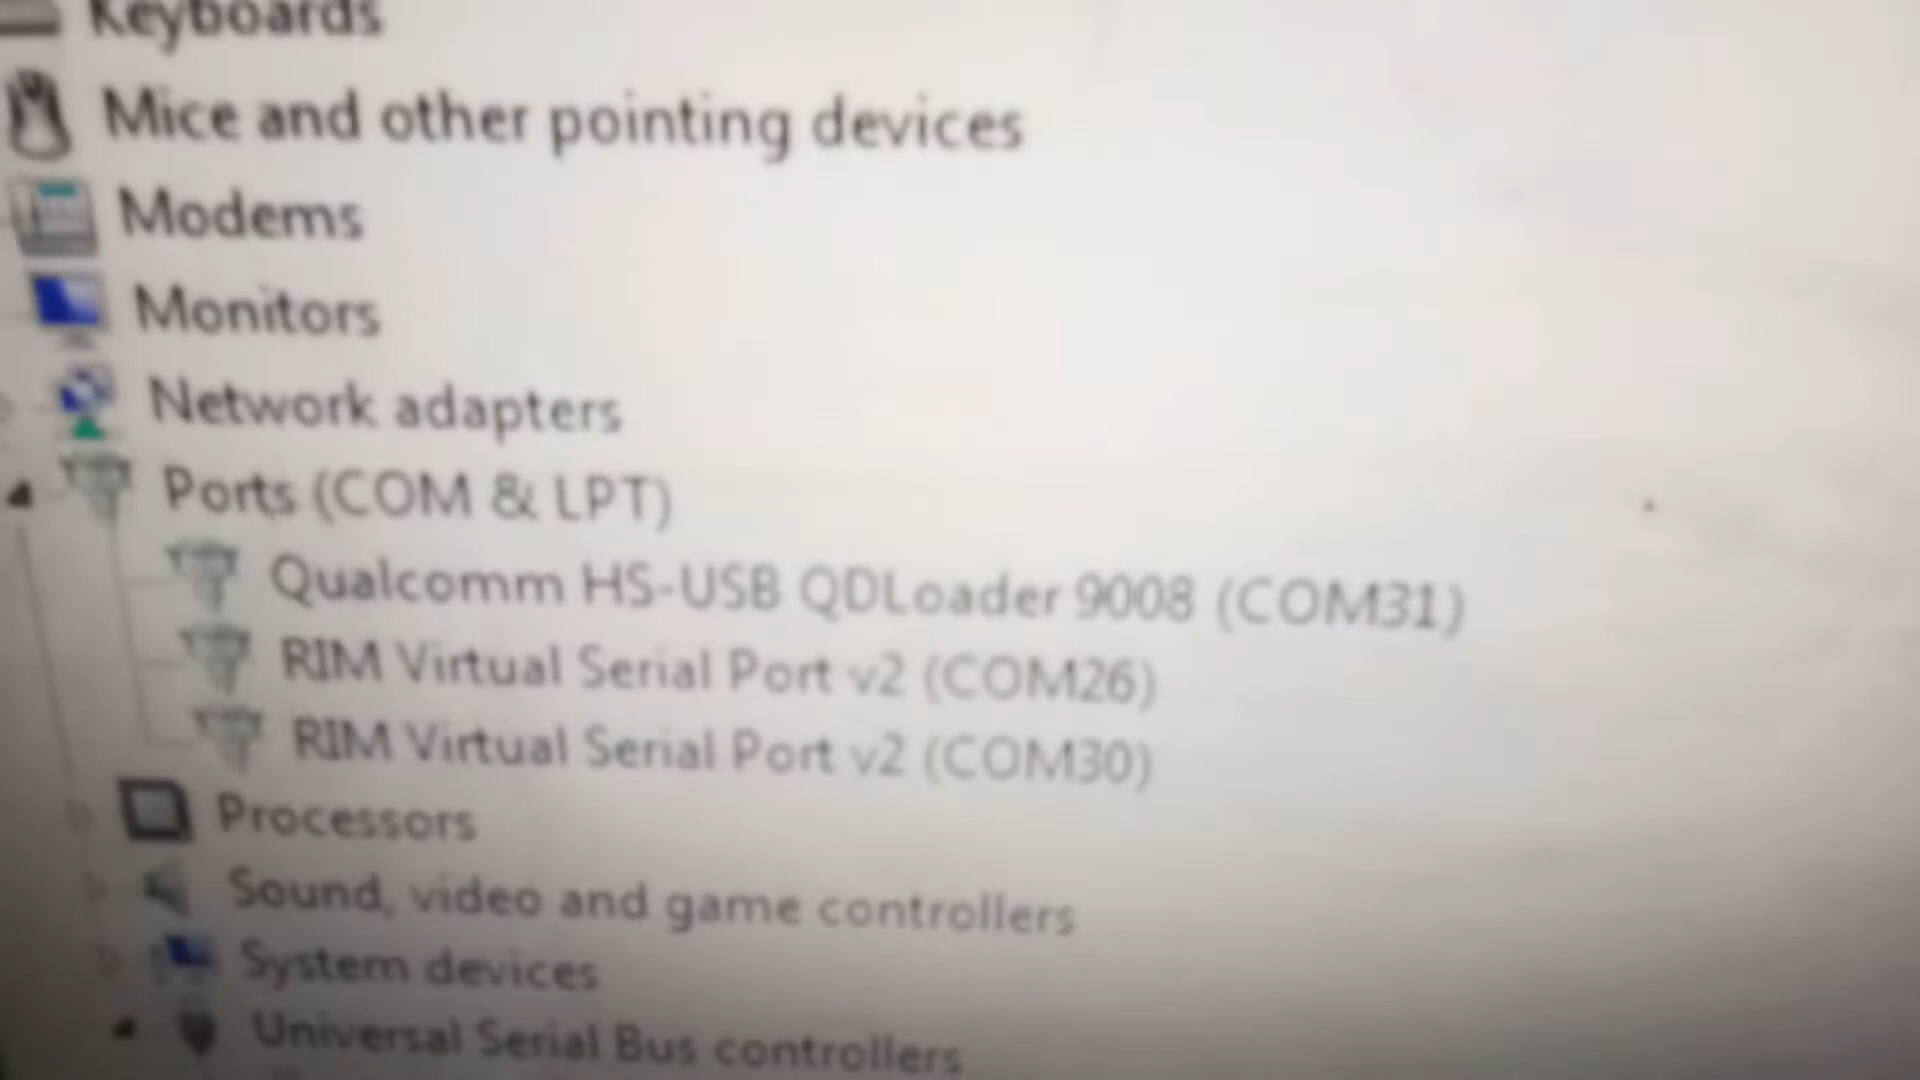 Keyboards
Mice and other pointing devices
Modems
Monitors
Network adapters
Ports (COM & LPT)
Qualcomm HS-USB QDLoader 9008 (COM31)
RIM Virtual Serial Port v2 (COM26)
RIM Virtual Serial Port v2 (COM30)
Processors
Sound, video and game controllers
System devices
Universal Serial Bus controllers